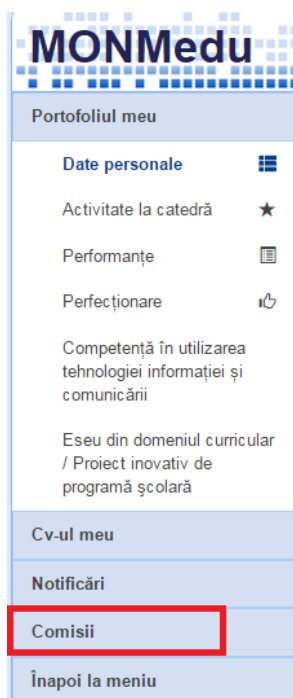 MONMedu
Portofoliul meu
Date personale
Activitate la catedră
Performanțe
Perfecționare
Competență în utilizarea
tehnologiei informației și
comunicării
Eseu din domeniul curricular
/ Proiect inovativ de
programă şcolară
Cv-ul meu
Notificări
Comisii
Înapoi la meniu